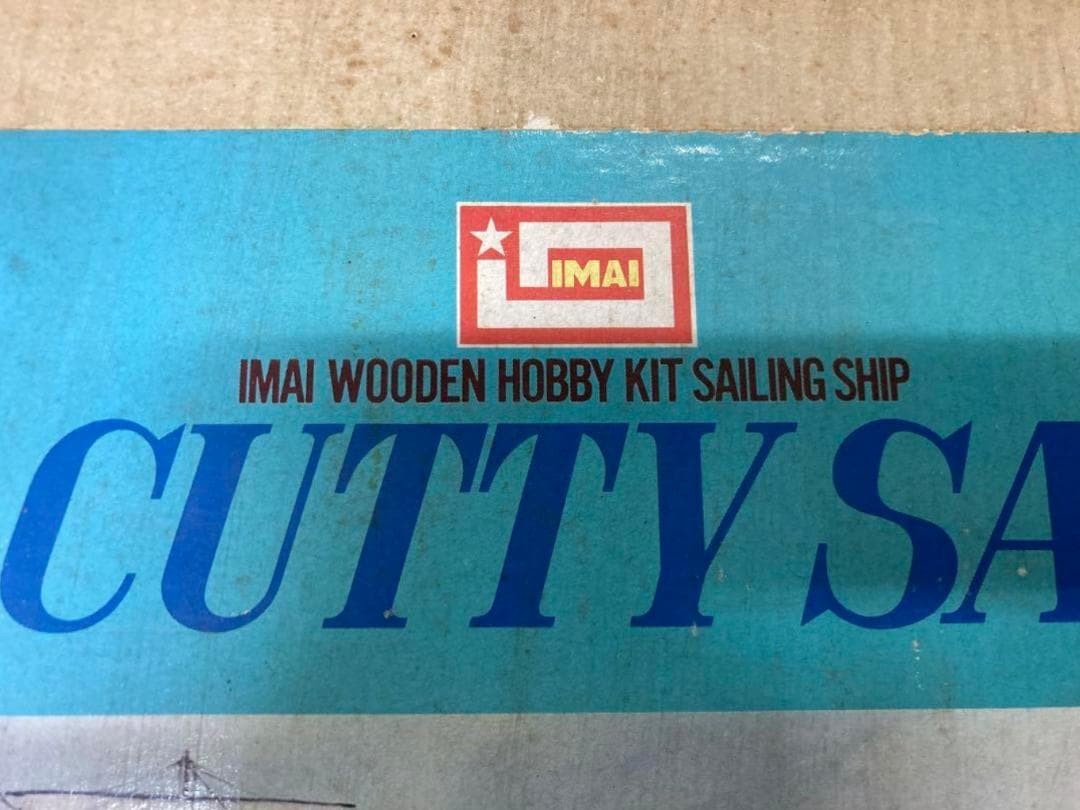 IMAI
IMAI WOODEN HOBBY KIT SAILING SHIP
CUTTY SA